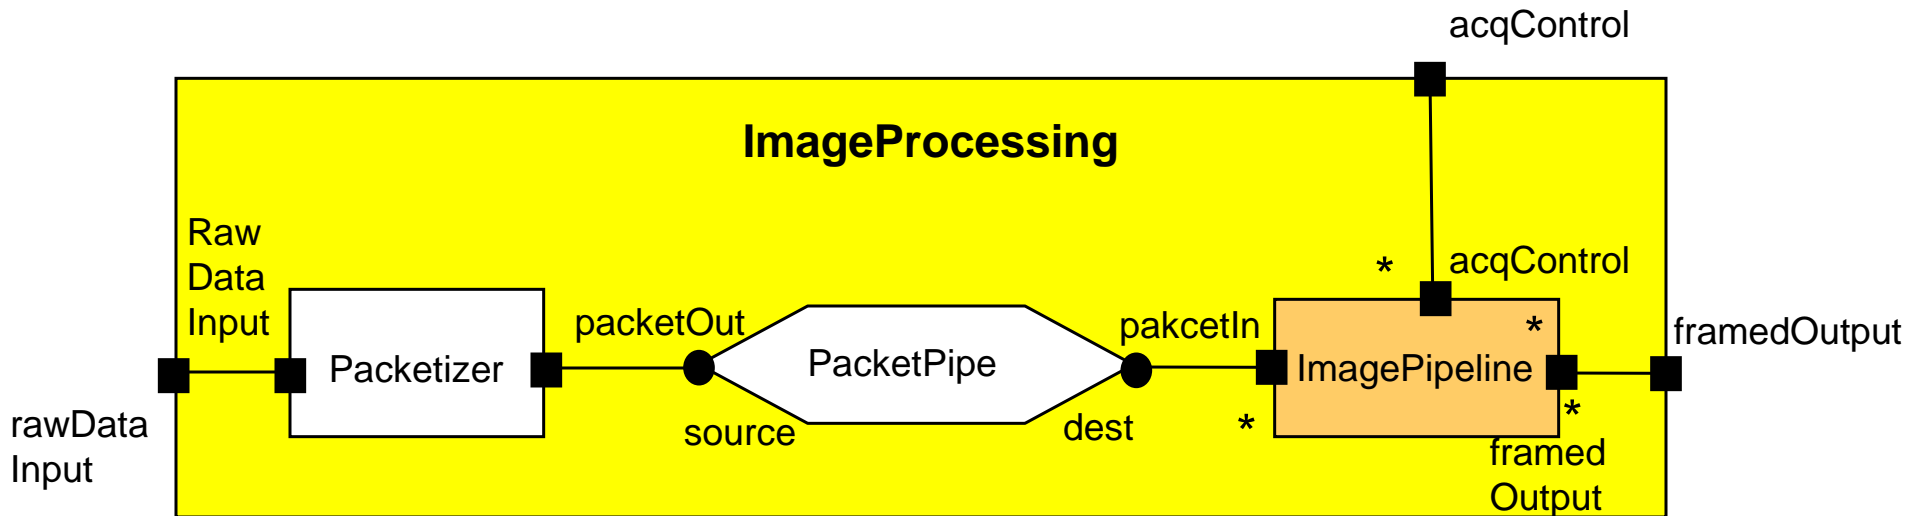 acqControl
ImageProcessing
Raw
Data
Input
* acqControl
packetOut
pakcetIn
*
framedOutput
Packetizer
PacketPipe
ImagePipeline
rawData
Input
source
dest
*
*
framed
Output